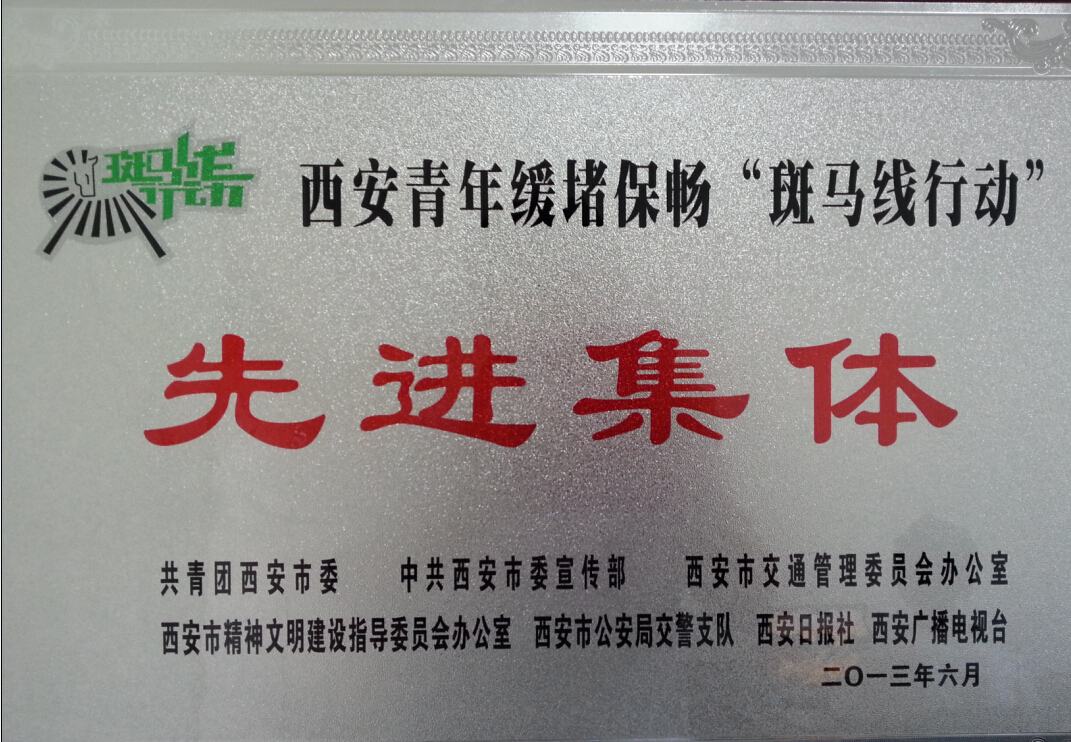 斑马线
行动
西安青年缓堵保畅“斑马线行动”
先进集体
共青团西安市委 中共西安市委宣传部 西安市交通管理委员会办公室
西安市精神文明建设指导委员会办公室 西安市公安局交警支队 西安日报社 西安广播电视台
二〇一三年六月